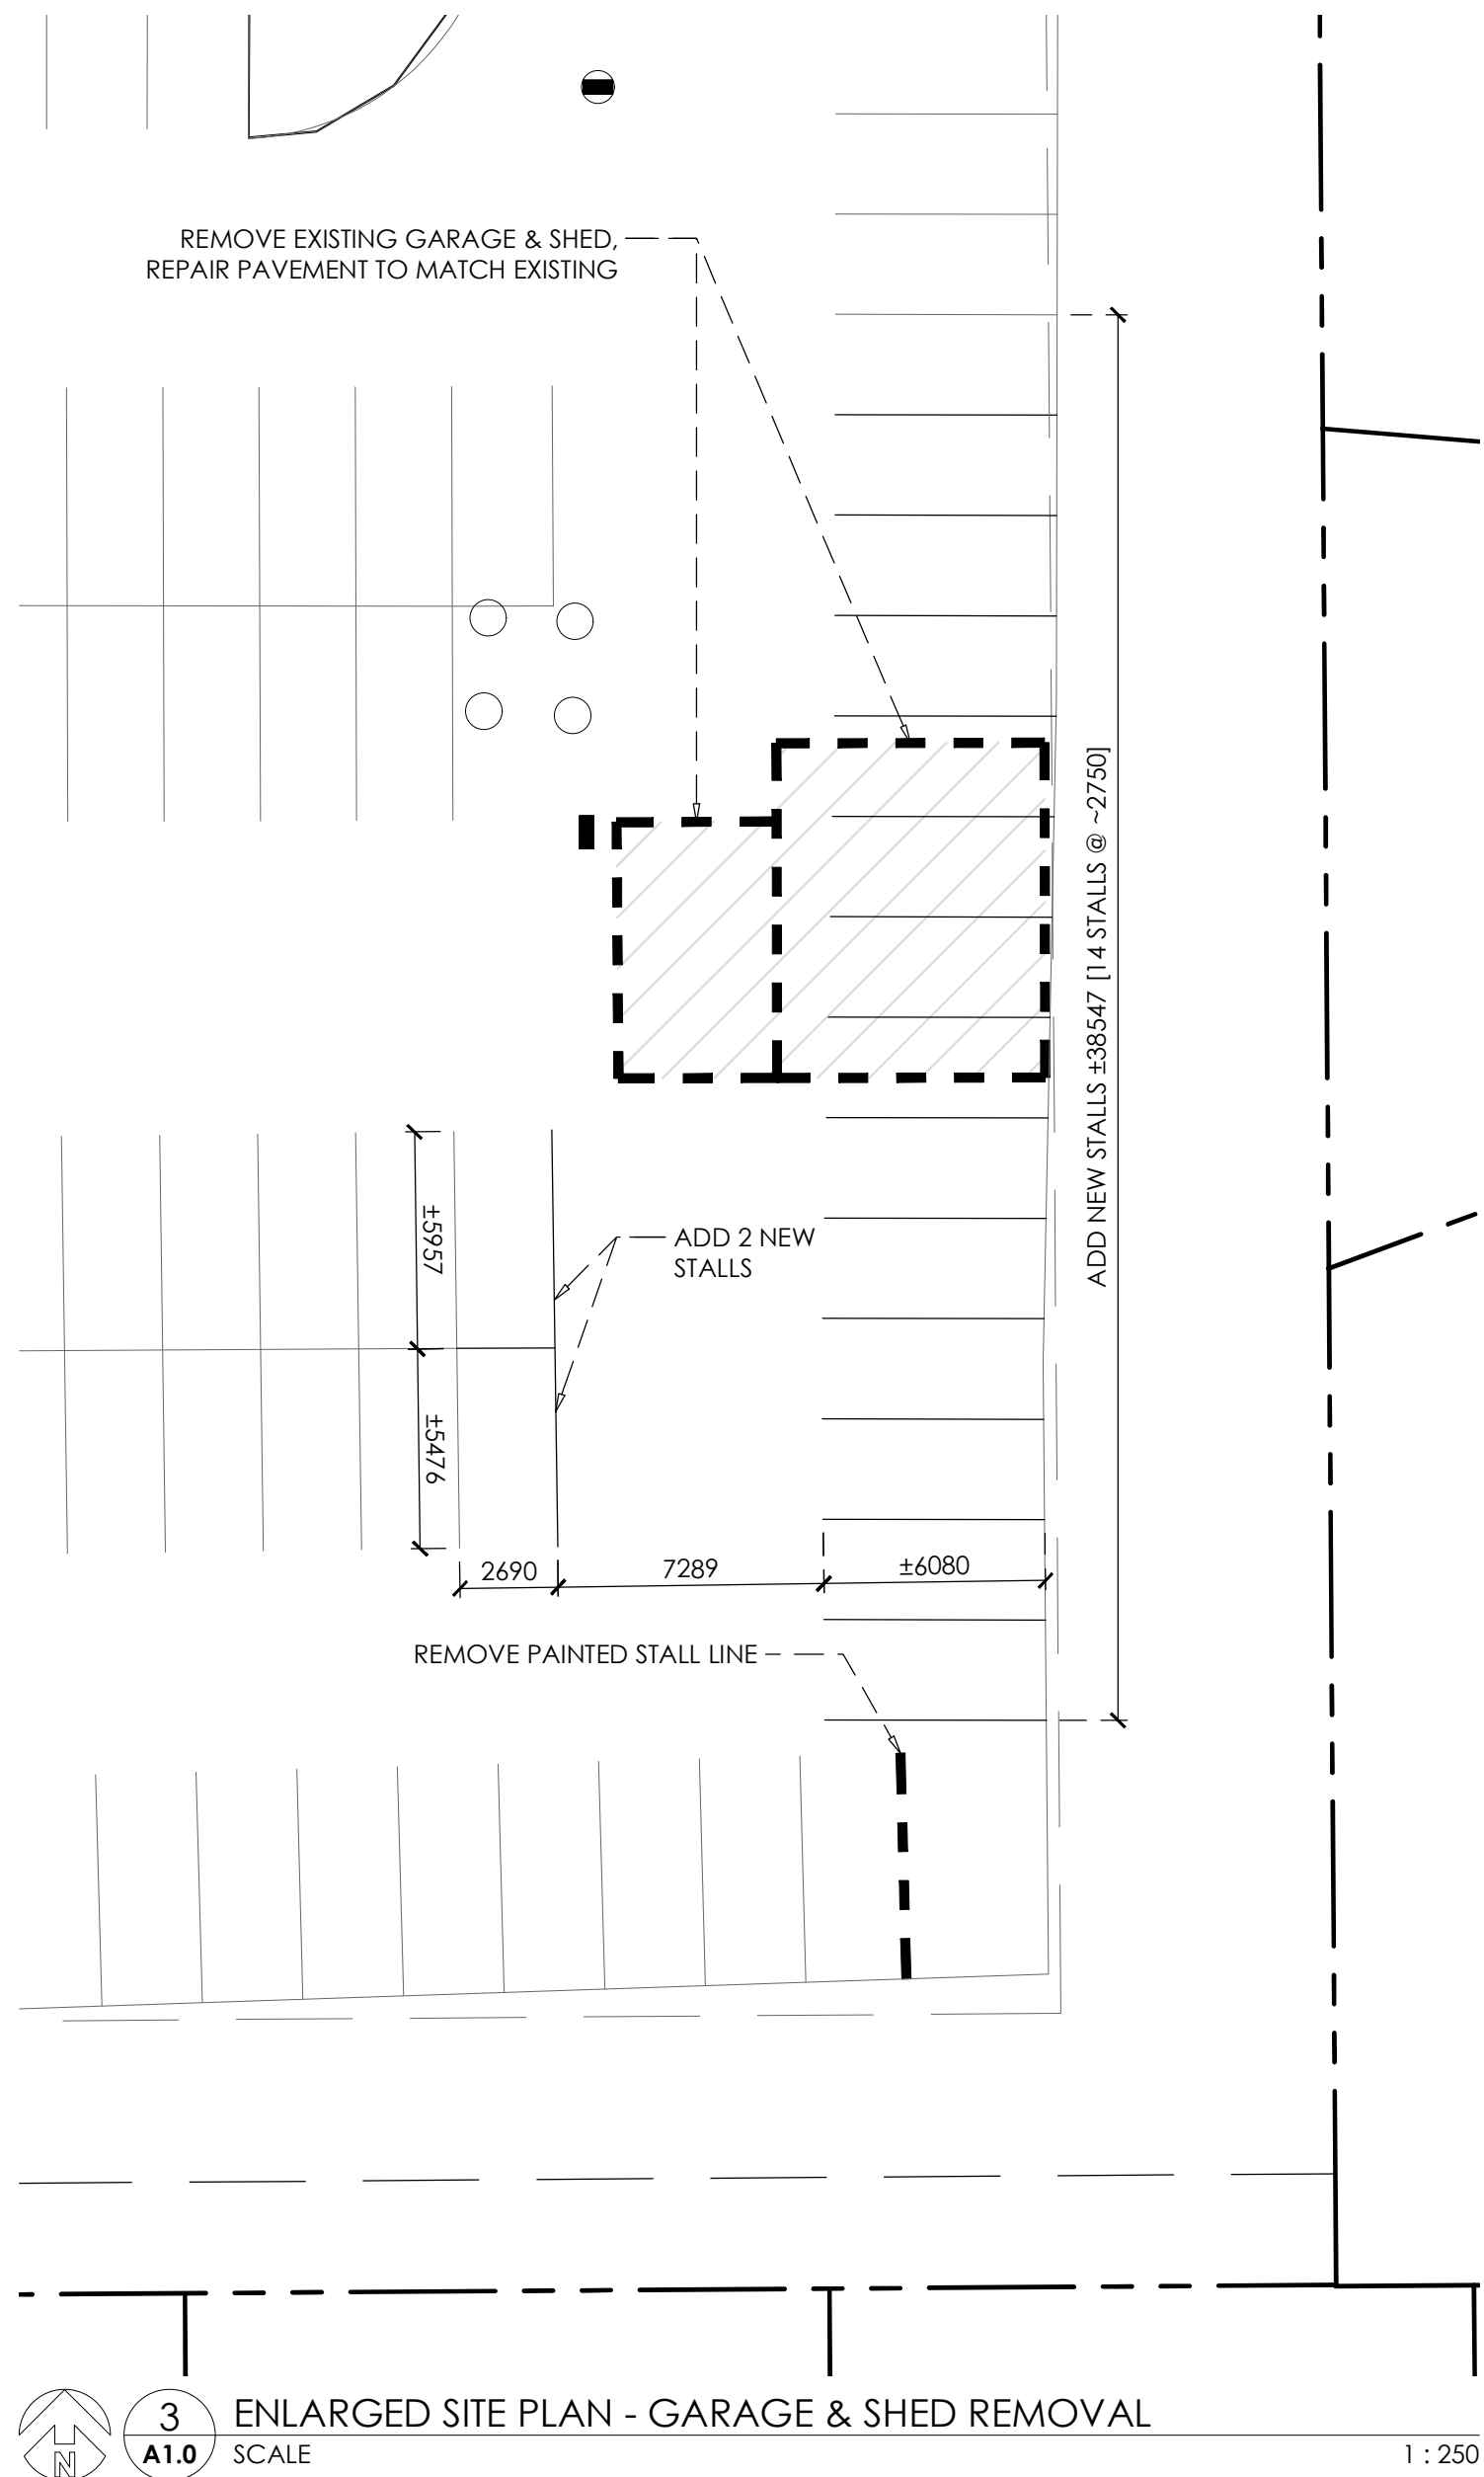 REMOVE EXISTING GARAGE & SHED,
REPAIR PAVEMENT TO MATCH EXISTING
ADD NEW STALLS ±38547 [14 STALLS @ ~2750]
±5957
ADD 2 NEW
STALLS
±5476
2690
7289
±6080
REMOVE PAINTED STALL LINE
N
3
A1.0
ENLARGED SITE PLAN - GARAGE & SHED REMOVAL
SCALE
1 : 250